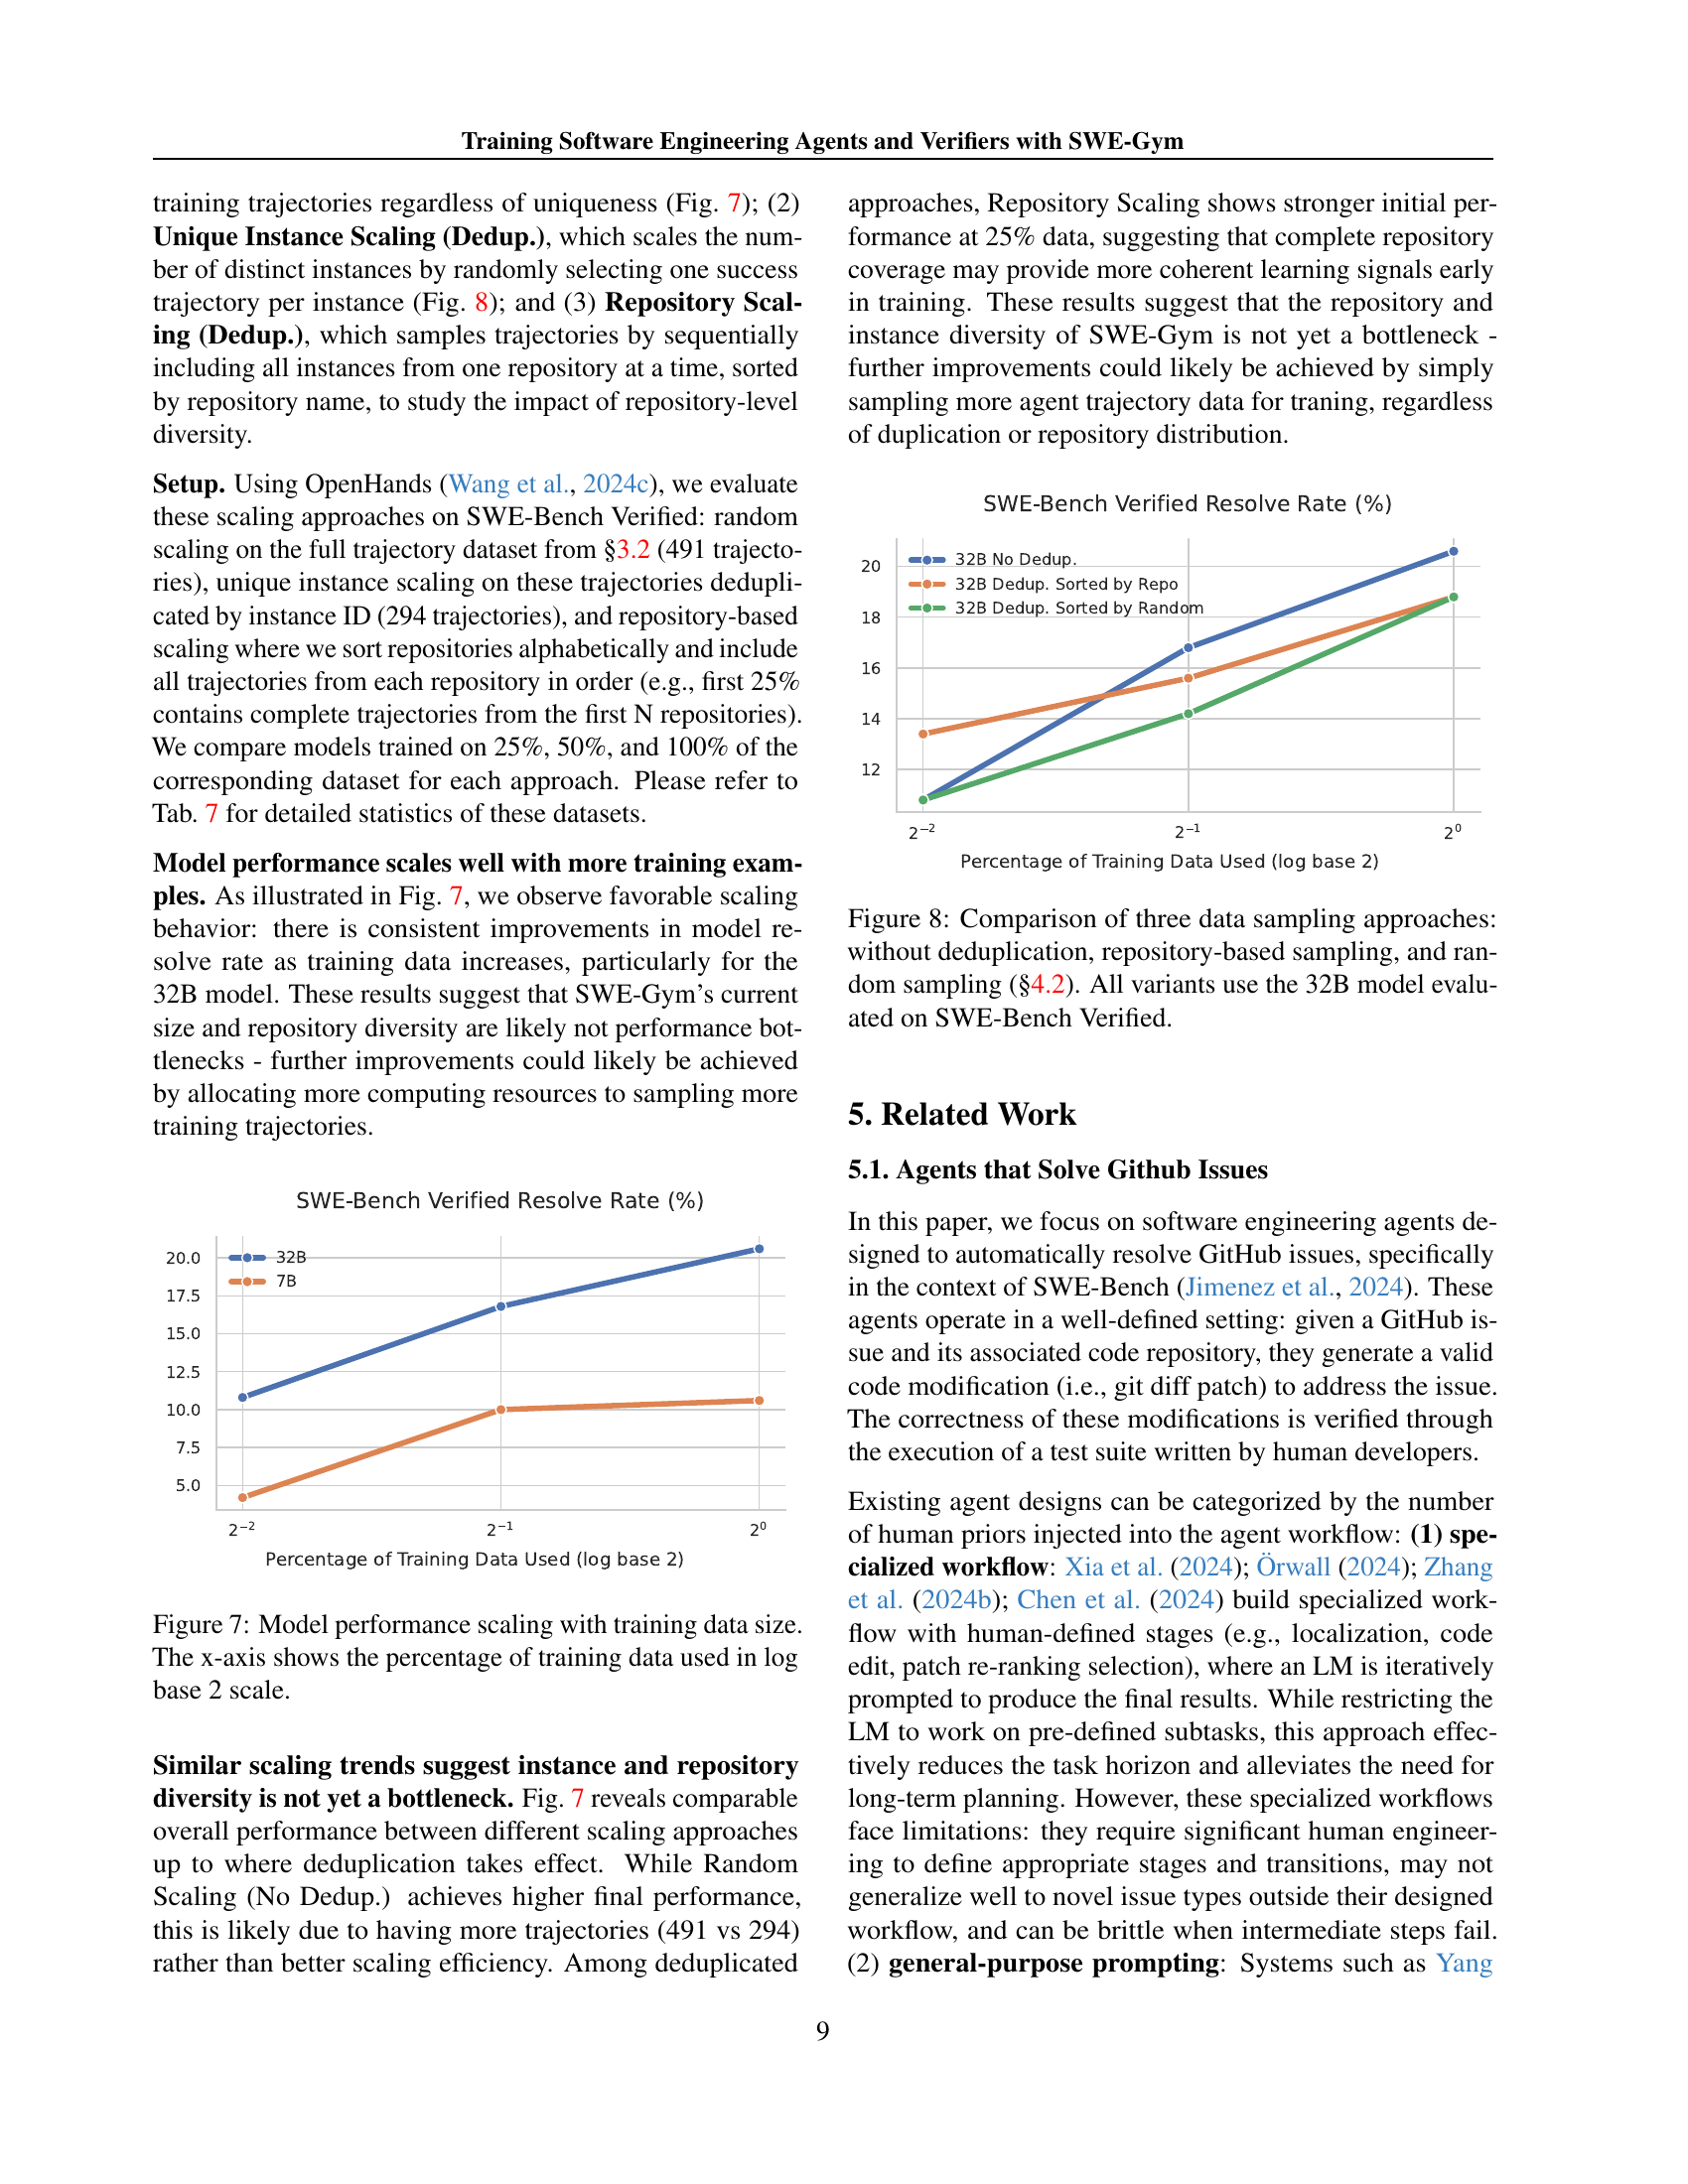 Training Software Engineering Agents and Verifiers with SWE-Gym
training trajectories regardless of uniqueness (Fig. 7); (2)
Unique Instance Scaling (Dedup.), which scales the num-
ber of distinct instances by randomly selecting one success
trajectory per instance (Fig. 8); and (3) Repository Scal-
ing (Dedup.), which samples trajectories by sequentially
including all instances from one repository at a time, sorted
by repository name, to study the impact of repository-level
diversity.
Setup. Using OpenHands (Wang et al., 2024c), we evaluate
these scaling approaches on SWE-Bench Verified: random
scaling on the full trajectory dataset from §3.2 (491 trajecto-
ries), unique instance scaling on these trajectories dedupli-
cated by instance ID (294 trajectories), and repository-based
scaling where we sort repositories alphabetically and include
all trajectories from each repository in order (e.g., first 25%
contains complete trajectories from the first N repositories).
We compare models trained on 25%, 50%, and 100% of the
corresponding dataset for each approach. Please refer to
Tab. 7 for detailed statistics of these datasets.
Model performance scales well with more training exam-
ples. As illustrated in Fig. 7, we observe favorable scaling
behavior: there is consistent improvements in model re-
solve rate as training data increases, particularly for the
32B model. These results suggest that SWE-Gym's current
size and repository diversity are likely not performance bot-
tlenecks - further improvements could likely be achieved
by allocating more computing resources to sampling more
training trajectories.
SWE-Bench Verified Resolve Rate (%)
32B
7B
20.0
17.5
15.0
12.5
10.0
7.5
5.0
2⁻² 2⁻¹ 2⁰
Percentage of Training Data Used (log base 2)
Figure 7: Model performance scaling with training data size.
The x-axis shows the percentage of training data used in log
base 2 scale.
Similar scaling trends suggest instance and repository
diversity is not yet a bottleneck. Fig. 7 reveals comparable
overall performance between different scaling approaches
up to where deduplication takes effect. While Random
Scaling (No Dedup.) achieves higher final performance,
this is likely due to having more trajectories (491 vs 294)
rather than better scaling efficiency. Among deduplicated
approaches, Repository Scaling shows stronger initial per-
formance at 25% data, suggesting that complete repository
coverage may provide more coherent learning signals early
in training. These results suggest that the repository and
instance diversity of SWE-Gym is not yet a bottleneck -
further improvements could likely be achieved by simply
sampling more agent trajectory data for traning, regardless
of duplication or repository distribution.
SWE-Bench Verified Resolve Rate (%)
32B No Dedup.
32B Dedup. Sorted by Repo
32B Dedup. Sorted by Random
20
18
16
14
12
2⁻² 2⁻¹ 2⁰
Percentage of Training Data Used (log base 2)
Figure 8: Comparison of three data sampling approaches:
without deduplication, repository-based sampling, and ran-
dom sampling (§4.2). All variants use the 32B model evalu-
ated on SWE-Bench Verified.
5. Related Work
5.1. Agents that Solve Github Issues
In this paper, we focus on software engineering agents de-
signed to automatically resolve GitHub issues, specifically
in the context of SWE-Bench (Jimenez et al., 2024). These
agents operate in a well-defined setting: given a GitHub is-
sue and its associated code repository, they generate a valid
code modification (i.e., git diff patch) to address the issue.
The correctness of these modifications is verified through
the execution of a test suite written by human developers.
Existing agent designs can be categorized by the number
of human priors injected into the agent workflow: (1) spe-
cialized workflow: Xia et al. (2024); Örwall (2024); Zhang
et al. (2024b); Chen et al. (2024) build specialized work-
flow with human-defined stages (e.g., localization, code
edit, patch re-ranking selection), where an LM is iteratively
prompted to produce the final results. While restricting the
LM to work on pre-defined subtasks, this approach effec-
tively reduces the task horizon and alleviates the need for
long-term planning. However, these specialized workflows
face limitations: they require significant human engineer-
ing to define appropriate stages and transitions, may not
generalize well to novel issue types outside their designed
workflow, and can be brittle when intermediate steps fail.
(2) general-purpose prompting: Systems such as Yang
9